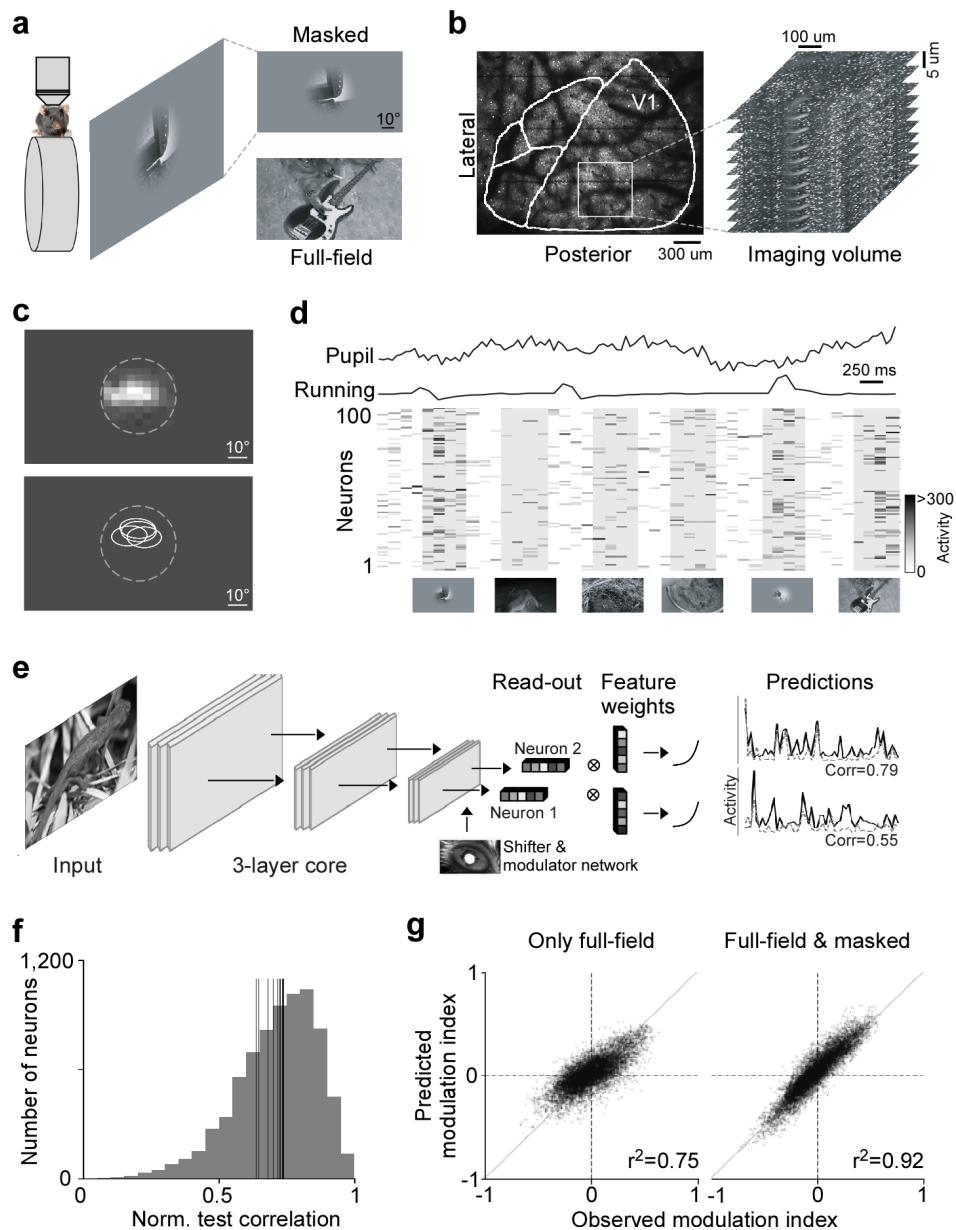 a
Masked
10°
Full-field
b
Lateral
V1
Posterior
300 um
100 um
5 um
Imaging volume
c
10°
10°
d
Pupil
Running
250 ms
100
Neurons
1
>300
Activity
0
e
Read-out
Feature
weights
Predictions
Neuron 2
⊗
Neuron 1
⊗
Shifter &
modulator network
Input
3-layer core
Activity
Corr=0.79
Corr=0.55
f
1,200
Number of neurons
0
0
0.5
1
Norm. test correlation
g
Only full-field
Full-field & masked
Predicted
modulation index
1
0
-1
r²=0.75
r²=0.92
-1
0
1
-1
0
1
Observed modulation index